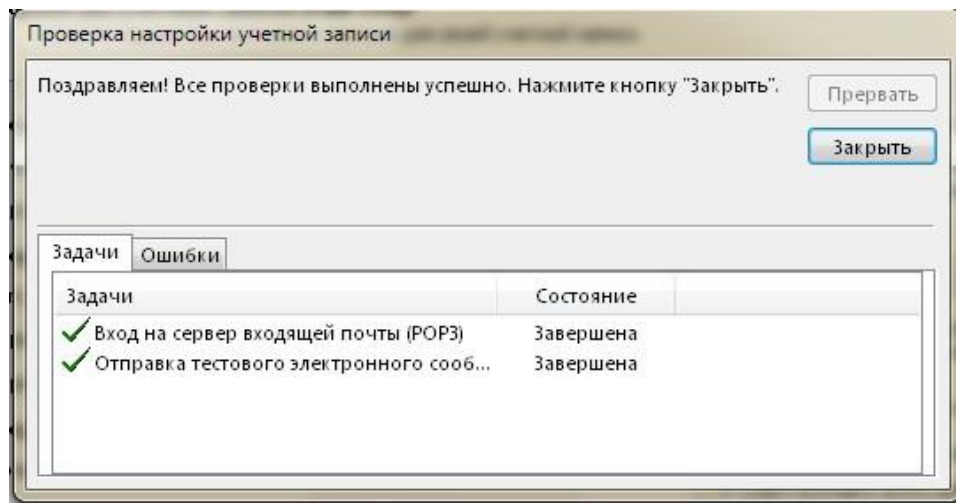 Проверка настройки учетной записи
Поздравляем! Все проверки выполнены успешно. Нажмите кнопку "Закрыть".
Прервать
Закрыть
Задачи Ошибки
Задачи Состояние
Вход на сервер входящей почты (POP3) Завершена
Отправка тестового электронного сооб... Завершена